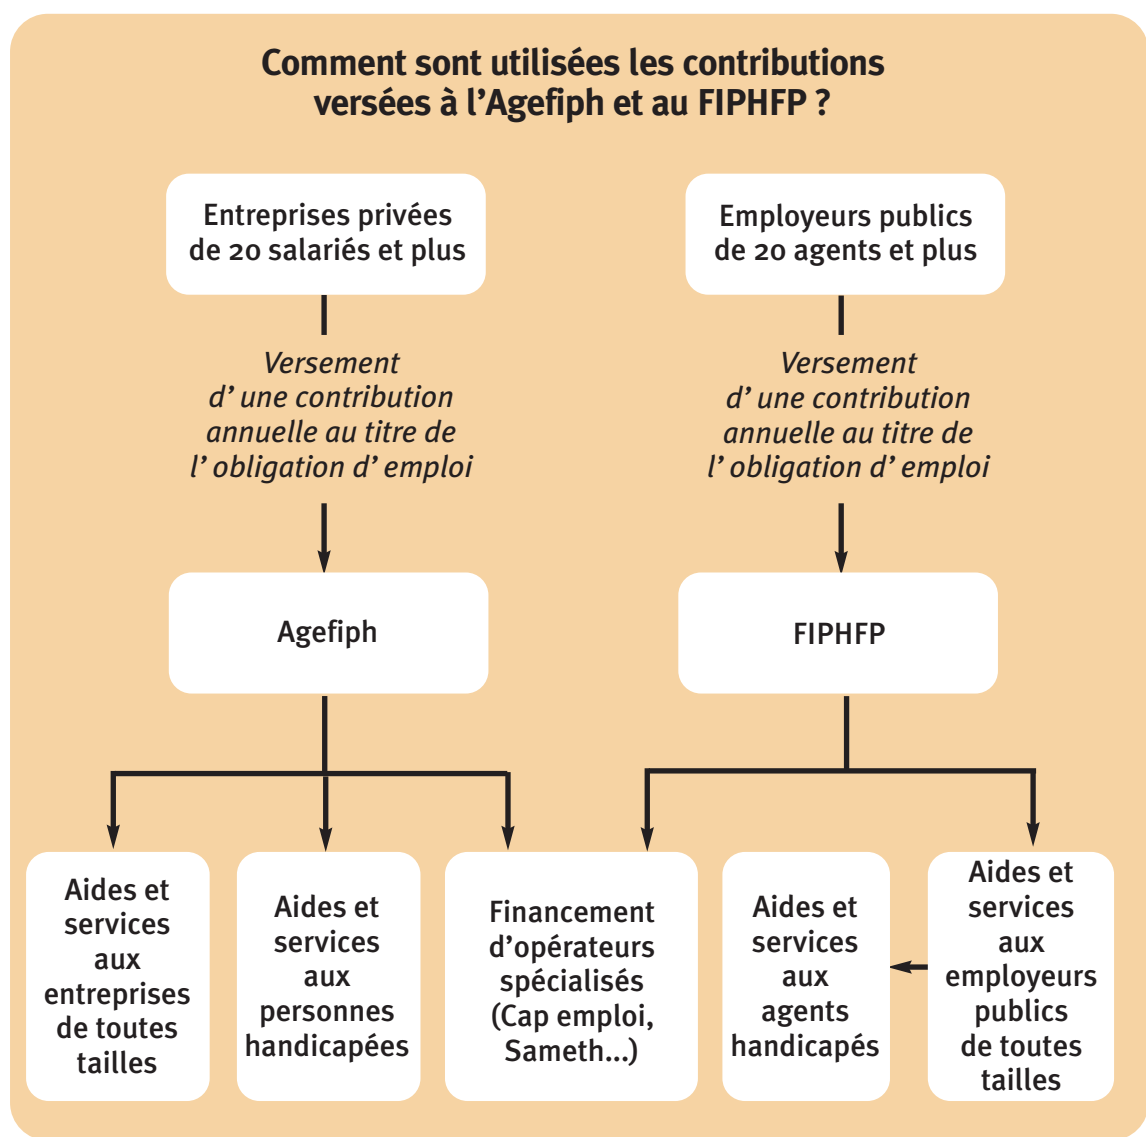 Comment sont utilisées les contributions
versées à l’Agefiph et au FIPHFP ?
Entreprises privées
de 20 salariés et plus
Employeurs publics
de 20 agents et plus
Versement
d’ une contribution
annuelle au titre de
l’ obligation d’ emploi
Versement
d’ une contribution
annuelle au titre de
l’ obligation d’ emploi
Agefiph
FIPHFP
Aides et
services
aux
entreprises
de toutes
tailles
Aides et
services
aux
personnes
handicapées
Financement
d’opérateurs
spécialisés
(Cap emploi,
Sameth...)
Aides et
services
aux
agents
handicapés
Aides et
services
aux
employeurs
publics
de toutes
tailles